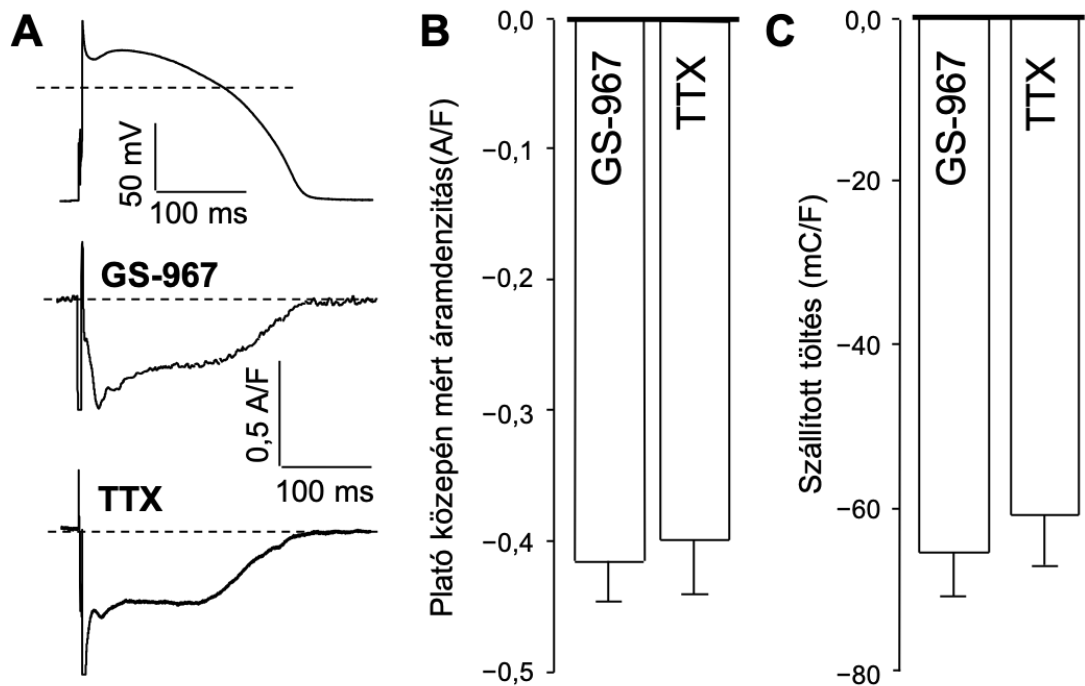 A
50 mV
100 ms
GS-967
0,5 A/F
100 ms
TTX
B
Plató közepén mért áramdenzitás(A/F)
0,0
−0,1
−0,2
−0,3
−0,4
−0,5
GS-967
TTX
C
Szállított töltés (mC/F)
0,0
−20
−40
−60
−80
GS-967
TTX